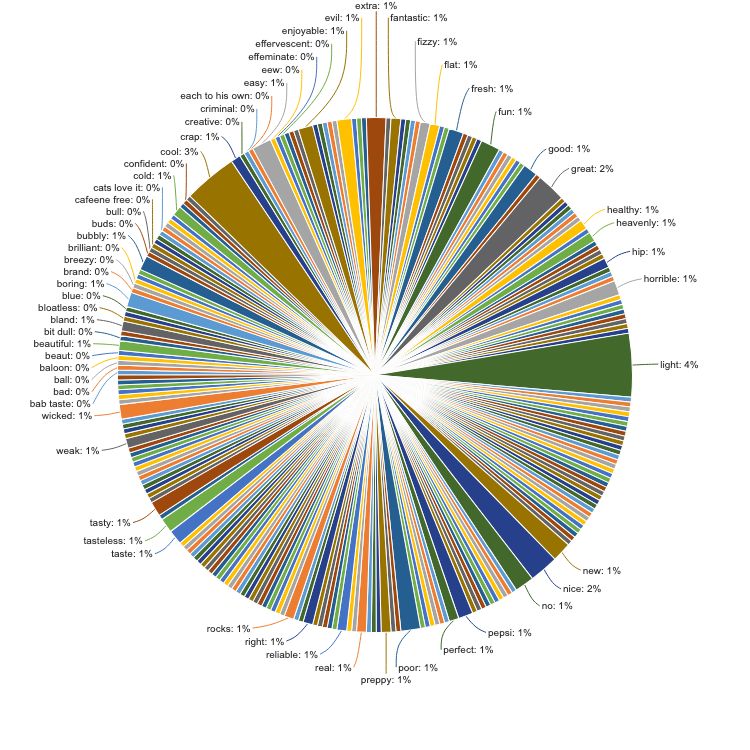 extra: 1%
evil: 1%
fantastic: 1%
enjoyable: 1%
effervescent: 0%
fizzy: 1%
effeminate: 0%
flat: 1%
eew: 0%
easy: 1%
fresh: 1%
each to his own: 0%
criminal: 0%
fun: 1%
creative: 0%
crap: 1%
good: 1%
cool: 3%
confident: 0%
great: 2%
cold: 1%
cats love it: 0%
cafeene free: 0%
healthy: 1%
bull: 0%
buds: 0%
heavenly: 1%
bubbly: 1%
brilliant: 0%
hip: 1%
breezy: 0%
brand: 0%
horrible: 1%
boring: 1%
blue: 0%
bloatless: 0%
bland: 1%
bit dull: 0%
beautiful: 1%
beaut: 0%
light: 4%
baloon: 0%
ball: 0%
bad: 0%
bab taste: 0%
wicked: 1%
weak: 1%
tasty: 1%
tasteless: 1%
taste: 1%
new: 1%
nice: 2%
no: 1%
rocks: 1%
pepsi: 1%
right: 1%
perfect: 1%
reliable: 1%
real: 1%
poor: 1%
preppy: 1%